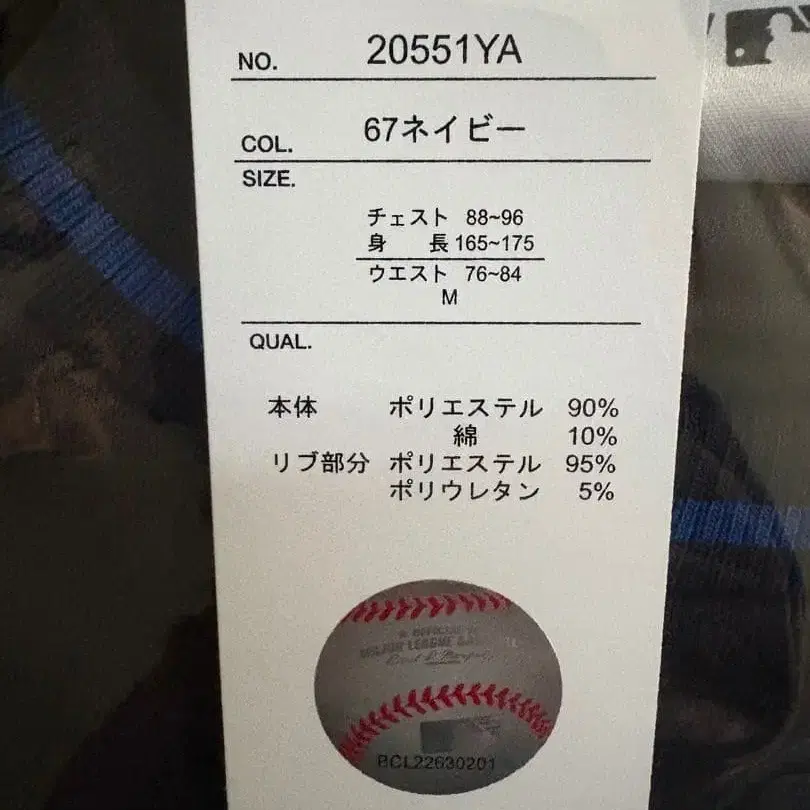 NO. 20551YA
COL. 67ネイビー
SIZE.
チェスト 88~96
身 長 165~175
ウエスト 76~84
M
QUAL.
本体 ポリエステル 90%
綿 10%
リブ部分 ポリエステル 95%
ポリウレタン 5%
OFFICIAL
MAJOR LEAGUE
BCL22630201